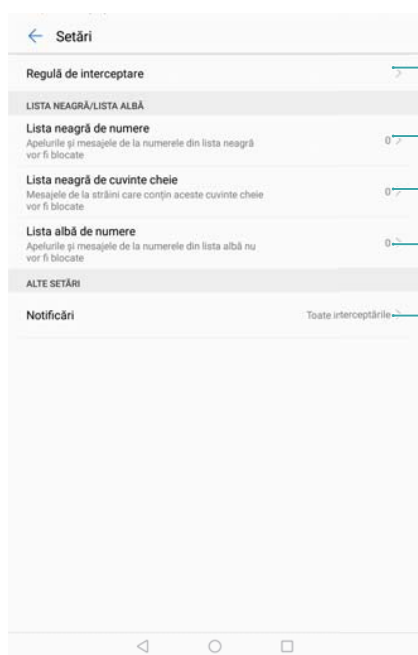 Setări
Regulă de interceptare
LISTA NEAGRĂ/LISTA ALBĂ
Lista neagră de numere
Apelurile și mesajele de la numerele din lista neagră
vor fi blocate
0
Lista neagră de cuvinte cheie
Mesajele de la străini care conțin aceste cuvinte cheie
vor fi blocate
0
Lista albă de numere
Apelurile și mesajele de la numerele din lista albă nu
vor fi blocate
0
ALTE SETĂRI
Notificări
Toate interceptările